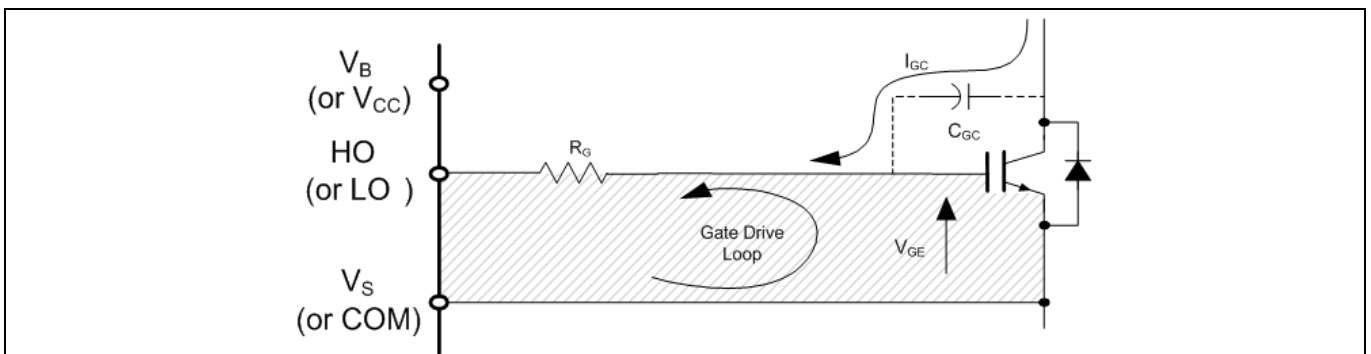 V_B
(or V_CC)
HO
(or LO )
V_S
(or COM)
R_G
I_GC
C_GC
Gate Drive
Loop
V_GE